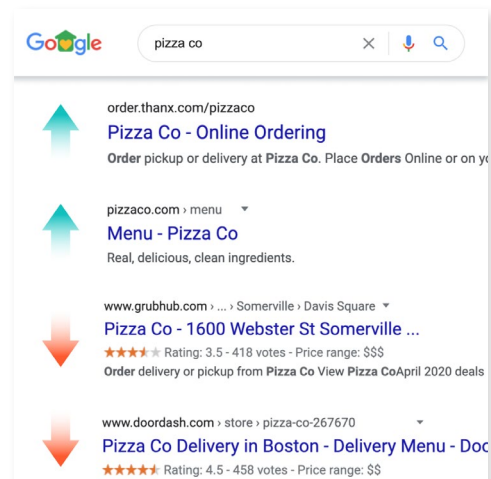 Google
pizza co
order.thanx.com/pizzaco
Pizza Co - Online Ordering
Order pickup or delivery at Pizza Co. Place Orders Online or on
pizzaco.com › menu
Menu - Pizza Co
Real, delicious, clean ingredients.
www.grubhub.com › ... › Somerville › Davis Square
Pizza Co - 1600 Webster St Somerville ...
Rating: 3.5 - 418 votes - Price range: $$$
Order delivery or pickup from Pizza Co View Pizza CoApril 2020 deals
www.doordash.com › store › pizza-co-267670
Pizza Co Delivery in Boston - Delivery Menu -
Rating: 4.5 - 458 votes - Price range: $$